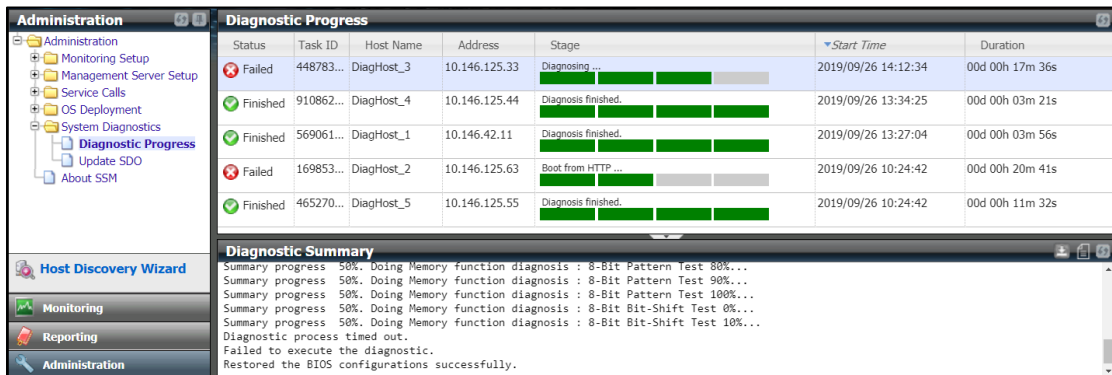 Administration
Administration
Monitoring Setup
Management Server Setup
Service Calls
OS Deployment
System Diagnostics
Diagnostic Progress
Update SDO
About SSM
Host Discovery Wizard
Monitoring
Reporting
Administration
Diagnostic Progress
Status Task ID Host Name Address Stage Start Time Duration
Failed 448783... DiagHost_3 10.146.125.33 Diagnosing ... 2019/09/26 14:12:34 00d 00h 17m 36s
Finished 910862... DiagHost_4 10.146.125.44 Diagnosis finished. 2019/09/26 13:34:25 00d 00h 03m 21s
Finished 569061... DiagHost_1 10.146.42.11 Diagnosis finished. 2019/09/26 13:27:04 00d 00h 03m 56s
Failed 169853... DiagHost_2 10.146.125.63 Boot from HTTP ... 2019/09/26 10:24:42 00d 00h 20m 41s
Finished 465270... DiagHost_5 10.146.125.55 Diagnosis finished. 2019/09/26 10:24:42 00d 00h 11m 32s
Diagnostic Summary
Summary progress 50%. Doing Memory function diagnosis : 8-Bit Pattern Test 80%...
Summary progress 50%. Doing Memory function diagnosis : 8-Bit Pattern Test 90%...
Summary progress 50%. Doing Memory function diagnosis : 8-Bit Pattern Test 100%...
Summary progress 50%. Doing Memory function diagnosis : 8-Bit Bit-Shift Test 0%...
Summary progress 50%. Doing Memory function diagnosis : 8-Bit Bit-Shift Test 10%...
Diagnostic process timed out.
Failed to execute the diagnostic.
Restored the BIOS configurations successfully.